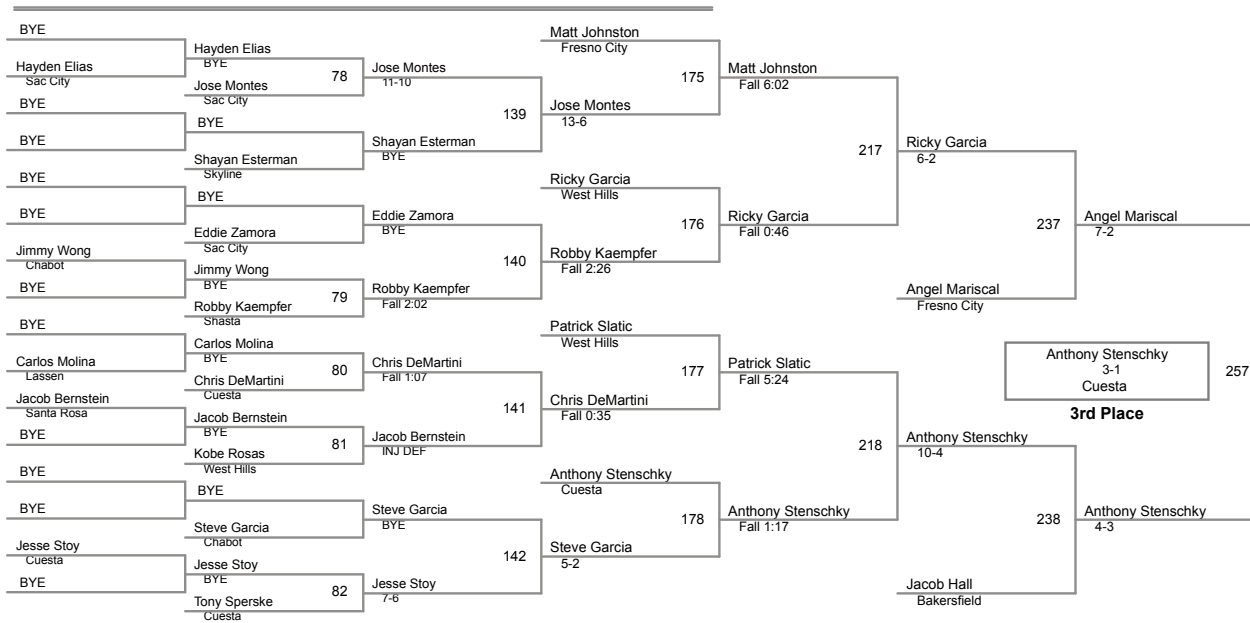 BYE
Hayden Elias
Sac City
BYE
BYE
BYE
BYE
Jimmy Wong
Chabot
BYE
BYE
Carlos Molina
Lassen
Jacob Bernstein
Santa Rosa
BYE
BYE
BYE
Jesse Stoy
Cuesta
BYE
Hayden Elias
BYE
78
Jose Montes
Sac City
BYE
Shayan Esterman
Skyline
BYE
Eddie Zamora
Sac City
Jimmy Wong
BYE
79
Robby Kaempfer
Shasta
Carlos Molina
BYE
80
Chris DeMartini
Cuesta
Jacob Bernstein
BYE
81
Kobe Rosas
West Hills
BYE
Steve Garcia
Chabot
Jesse Stoy
BYE
82
Tony Sperske
Cuesta
Jose Montes
11-10
139
Shayan Esterman
BYE
Eddie Zamora
BYE
140
Robby Kaempfer
Fall 2:02
Chris DeMartini
Fall 1:07
141
Jacob Bernstein
INJ DEF
Steve Garcia
BYE
142
Jesse Stoy
7-6
Matt Johnston
Fresno City
175
Jose Montes
13-6
Ricky Garcia
West Hills
176
Robby Kaempfer
Fall 2:26
Patrick Slatic
West Hills
177
Chris DeMartini
Fall 0:35
Anthony Stenschky
Cuesta
178
Steve Garcia
5-2
Matt Johnston
Fall 6:02
217
Ricky Garcia
Fall 0:46
Patrick Slatic
Fall 5:24
218
Anthony Stenschky
Fall 1:17
Ricky Garcia
6-2
237
Angel Mariscal
Fresno City
Anthony Stenschky
10-4
238
Jacob Hall
Bakersfield
Angel Mariscal
7-2
Anthony Stenschky
3-1
Cuesta
257
3rd Place
Anthony Stenschky
4-3